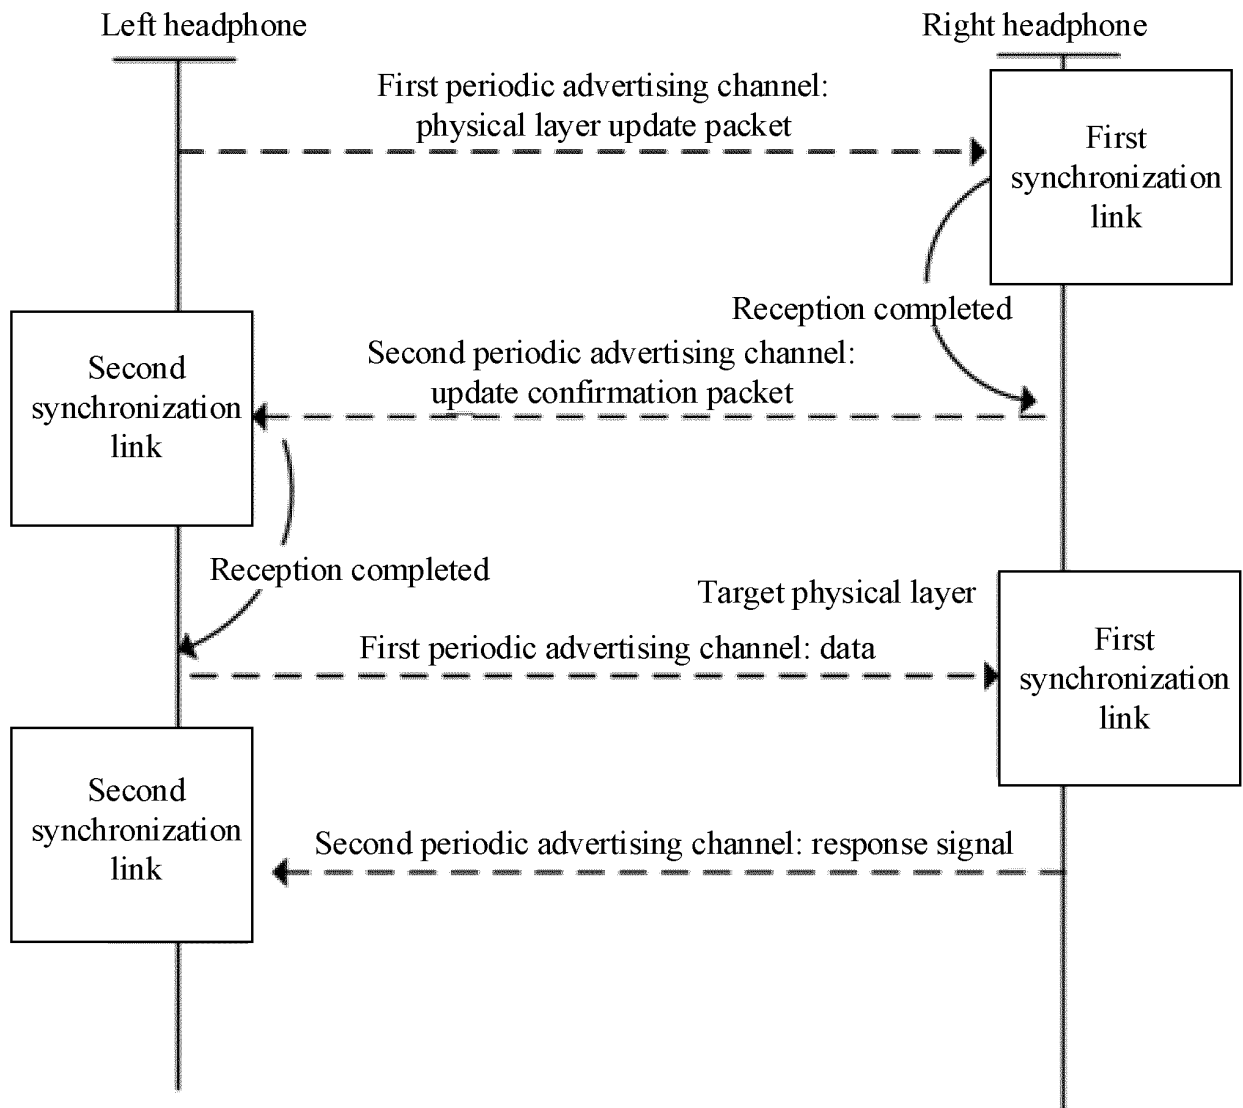 Left headphone
Right headphone
First periodic advertising channel:
physical layer update packet
First
synchronization
link
Reception completed
Second periodic advertising channel:
update confirmation packet
Second
synchronization
link
Reception completed
Target physical layer
First periodic advertising channel: data
First
synchronization
link
Second
synchronization
link
Second periodic advertising channel: response signal